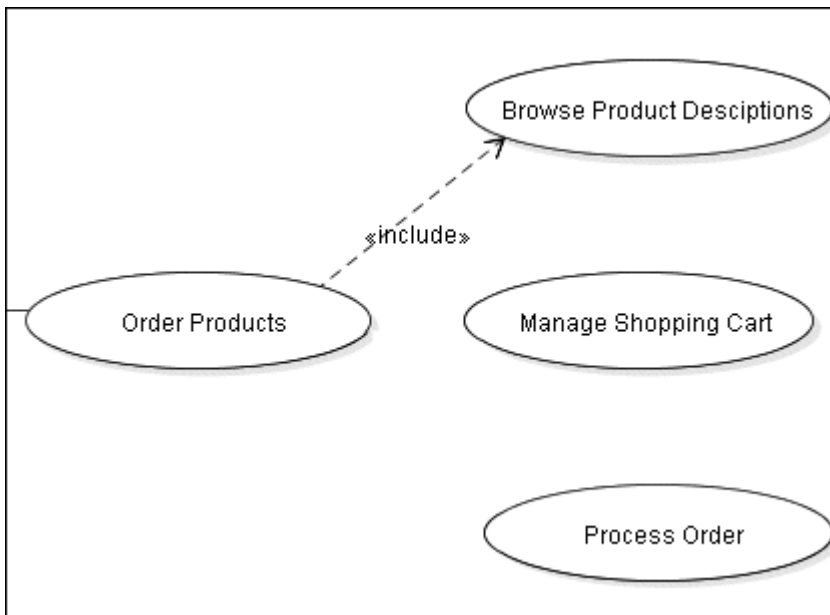 Browse Product Desciptions
«include»
Order Products
Manage Shopping Cart
Process Order